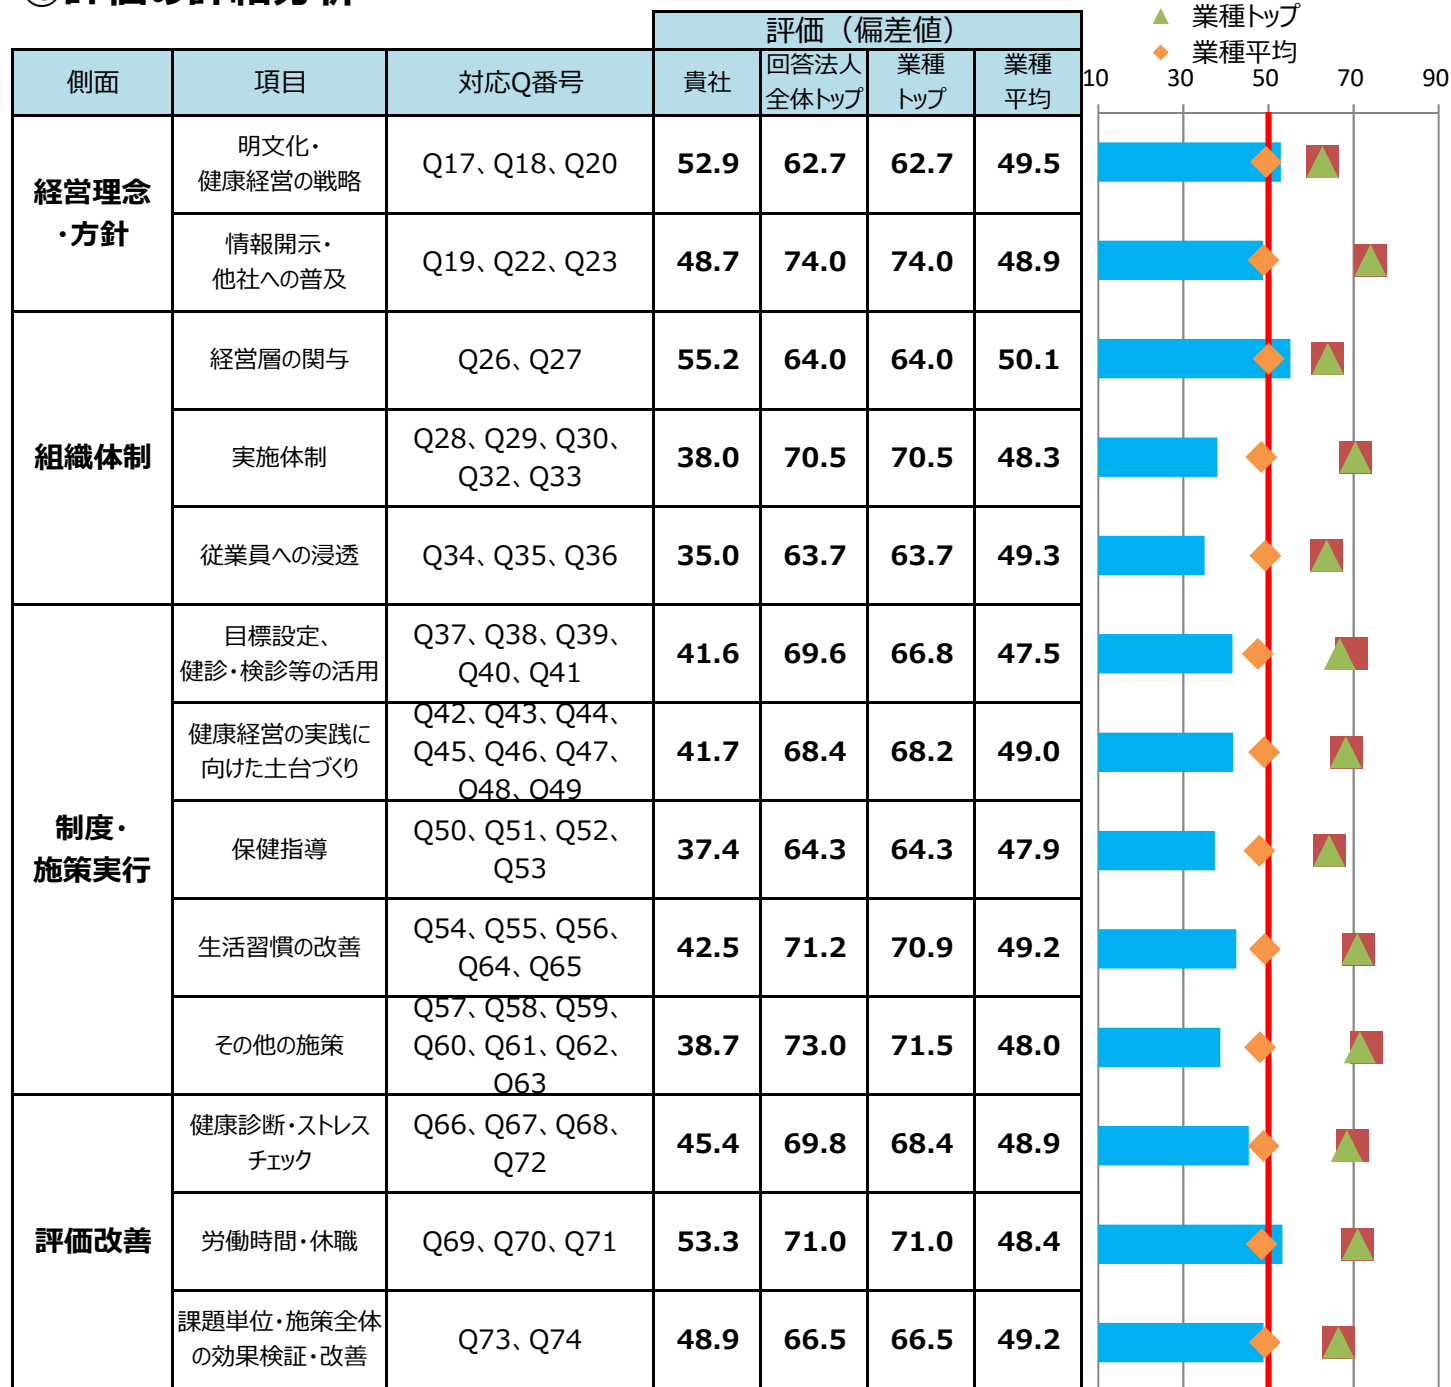 ①評価の詳細分析
▲ 業種トップ
◆ 業種平均
評価（偏差値）
側面 項目 対応Q番号 貴社 回答法人全体トップ 業種トップ 業種平均
10 30 50 70 90
経営理念・方針
明文化・健康経営の戦略 Q17、Q18、Q20 52.9 62.7 62.7 49.5
情報開示・他社への普及 Q19、Q22、Q23 48.7 74.0 74.0 48.9
組織体制
経営層の関与 Q26、Q27 55.2 64.0 64.0 50.1
実施体制 Q28、Q29、Q30、Q32、Q33 38.0 70.5 70.5 48.3
従業員への浸透 Q34、Q35、Q36 35.0 63.7 63.7 49.3
制度・施策実行
目標設定、健診・検診等の活用 Q37、Q38、Q39、Q40、Q41 41.6 69.6 66.8 47.5
健康経営の実践に向けた土台づくり Q42、Q43、Q44、Q45、Q46、Q47、Q48、Q49 41.7 68.4 68.2 49.0
保健指導 Q50、Q51、Q52、Q53 37.4 64.3 64.3 47.9
生活習慣の改善 Q54、Q55、Q56、Q64、Q65 42.5 71.2 70.9 49.2
その他の施策 Q57、Q58、Q59、Q60、Q61、Q62、Q63 38.7 73.0 71.5 48.0
評価改善
健康診断・ストレスチェック Q66、Q67、Q68、Q72 45.4 69.8 68.4 48.9
労働時間・休職 Q69、Q70、Q71 53.3 71.0 71.0 48.4
課題単位・施策全体の効果検証・改善 Q73、Q74 48.9 66.5 66.5 49.2